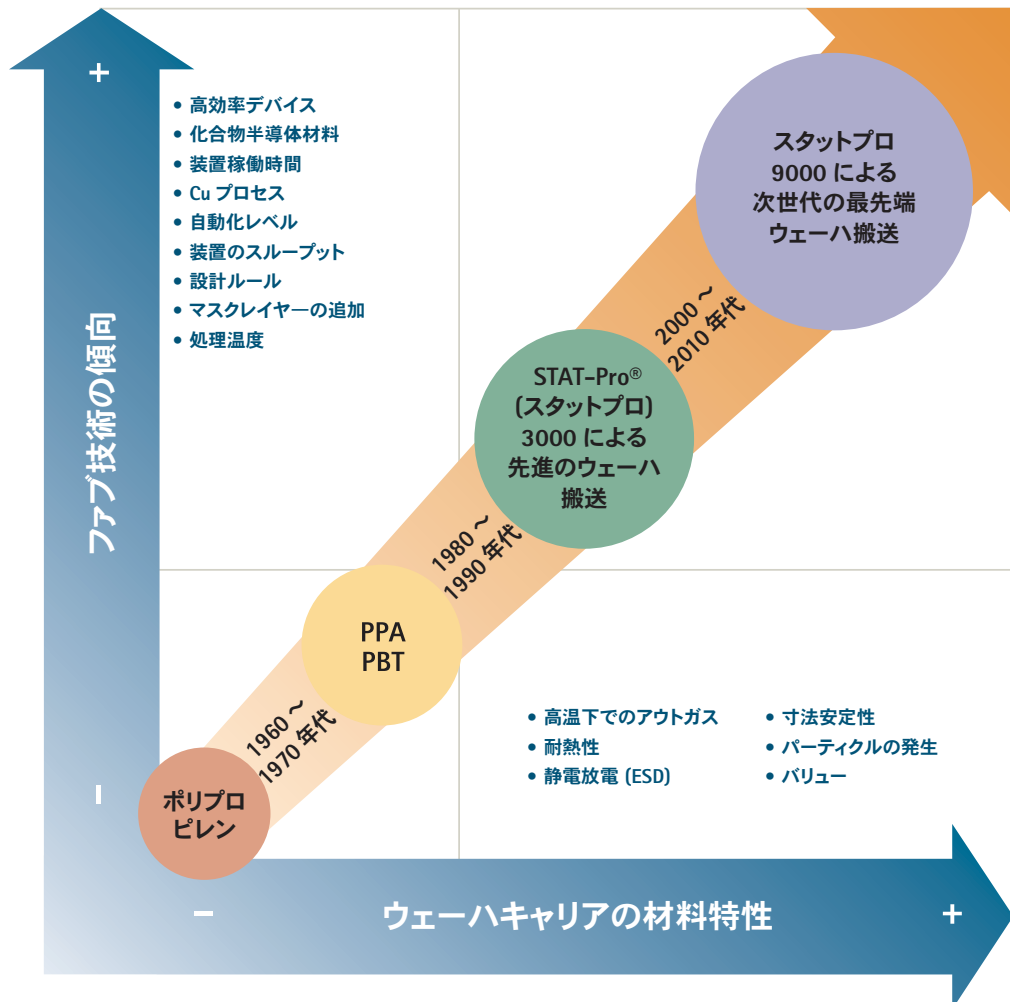 +
• 高効率デバイス
• 化合物半導体材料
• 装置稼働時間
• Cu プロセス
• 自動化レベル
• 装置のスループット
• 設計ルール
• マスクレイヤーの追加
• 処理温度
ファブ技術の傾向
−
スタットプロ
9000 による
次世代の最先端
ウェーハ搬送
2000 ～
2010 年代
STAT-Pro®
(スタットプロ)
3000 による
先進のウェーハ
搬送
1980 ～
1990 年代
PPA
PBT
1960 ～
1970 年代
ポリプロ
ピレン
• 高温下でのアウトガス
• 耐熱性
• 静電放電 (ESD)
• 寸法安定性
• パーティクルの発生
• バリュー
−
ウェーハキャリアの材料特性
+